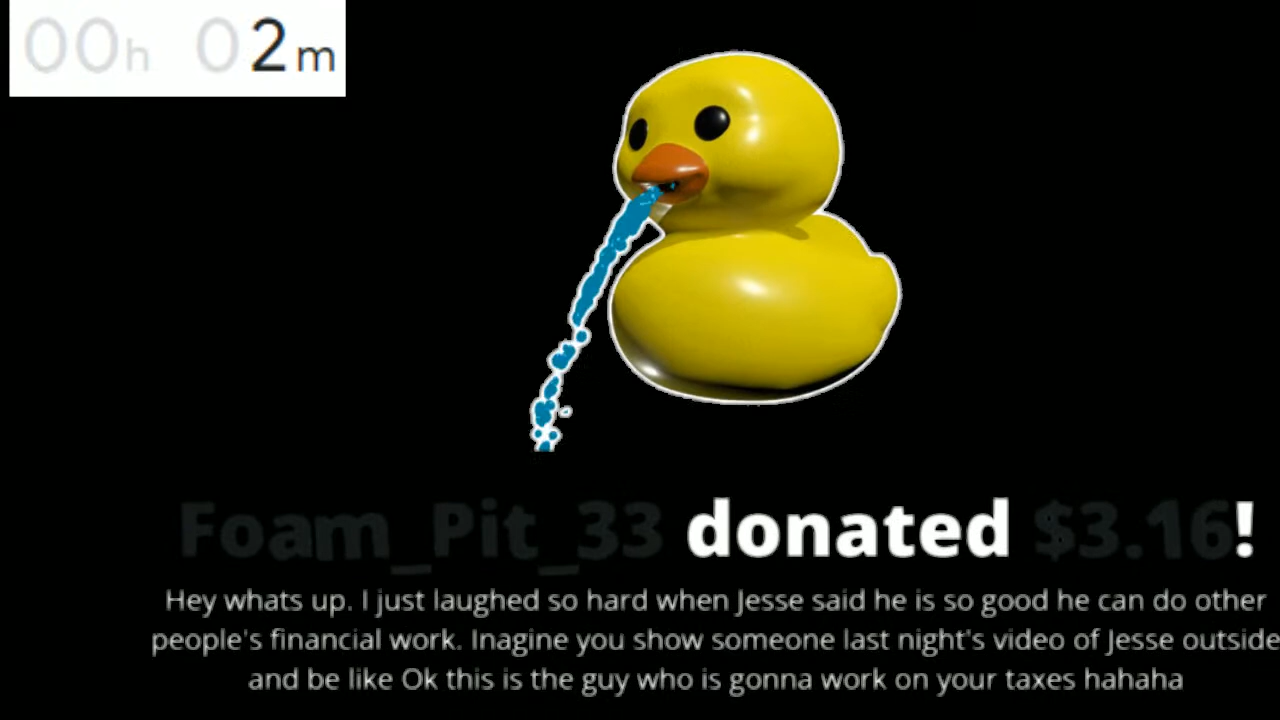 00h 02m
Foam_Pit_33 donated $3.16!
Hey whats up. I just laughed so hard when Jesse said he is so good he can do other
people's financial work. Inagine you show someone last night's video of Jesse outside
and be like Ok this is the guy who is gonna work on your taxes hahaha